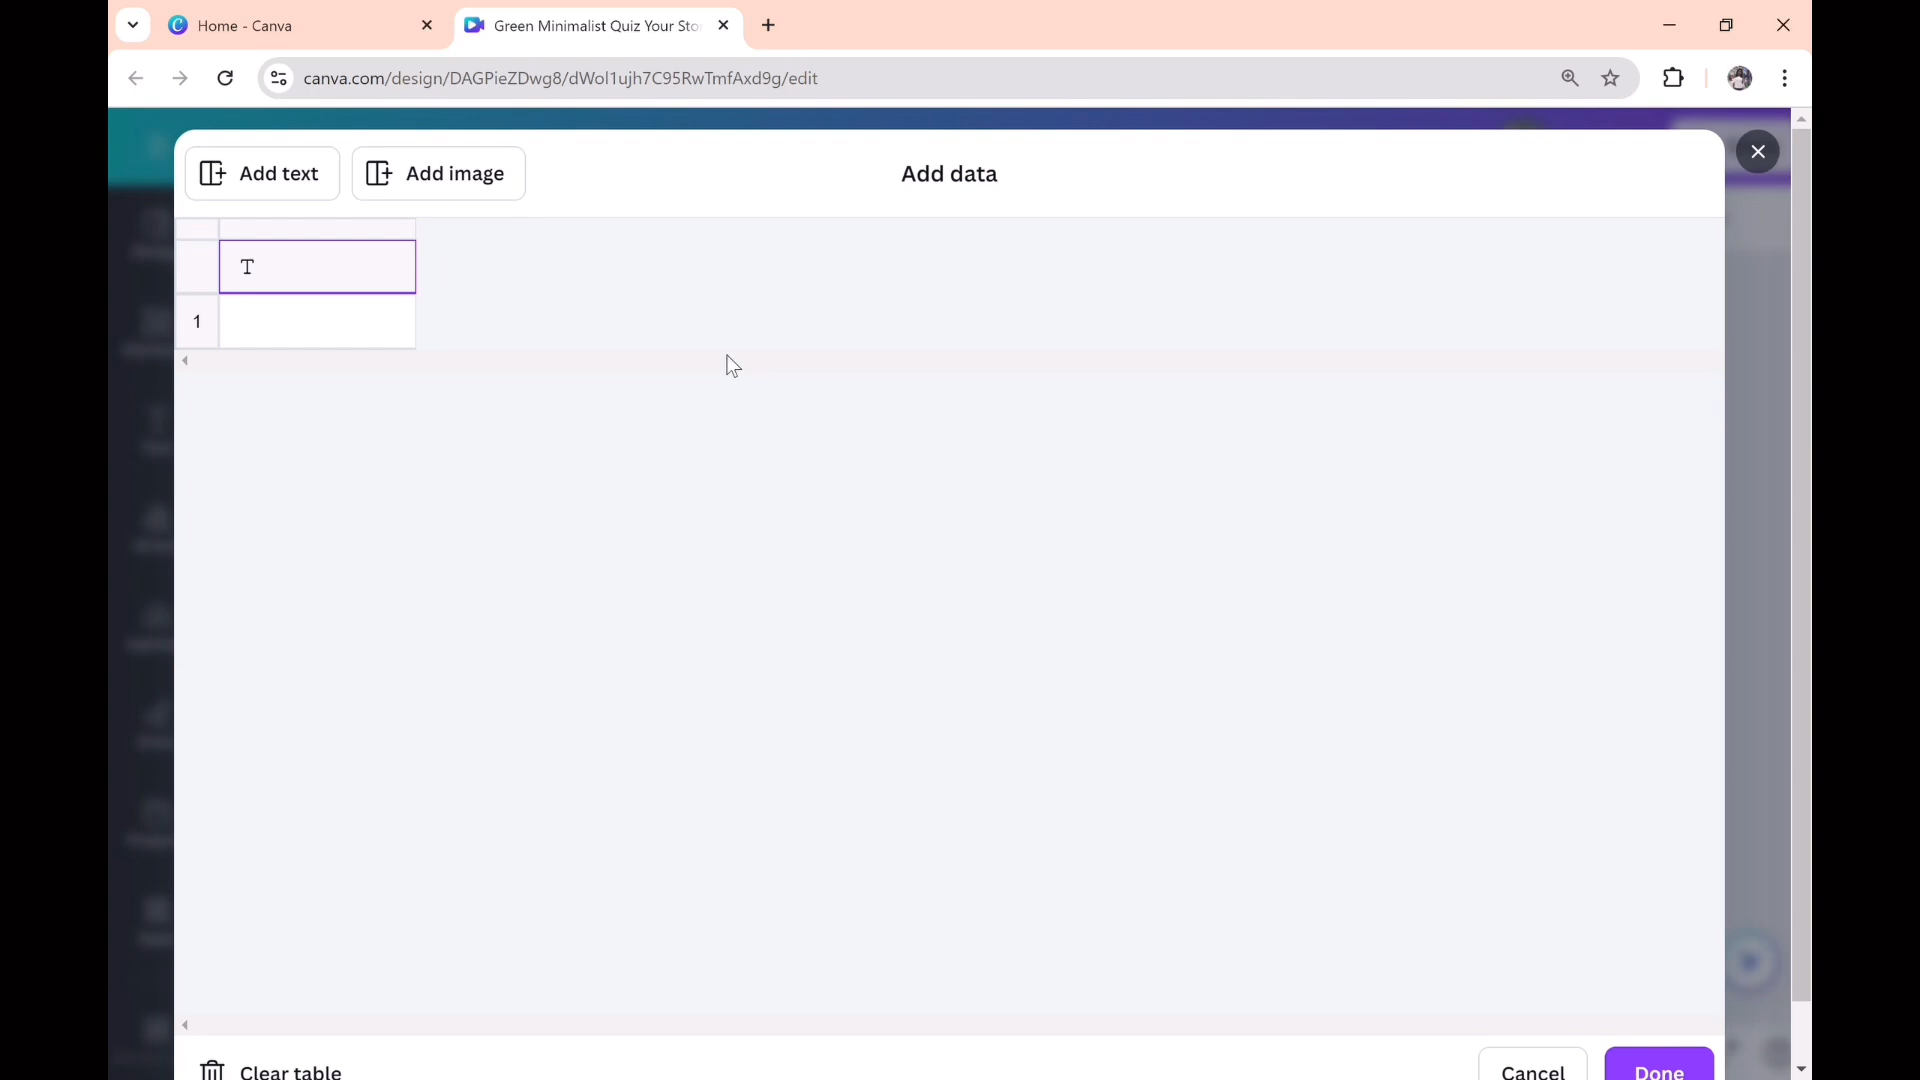 Home - Canva
Green Minimalist Quiz Your Sto
canva.com/design/DAGPieZDwg8/dWol1ujh7C95RwTmfAxd9g/edit
Add text
Add image
Add data
T
1
Clear table
Cancel
Done